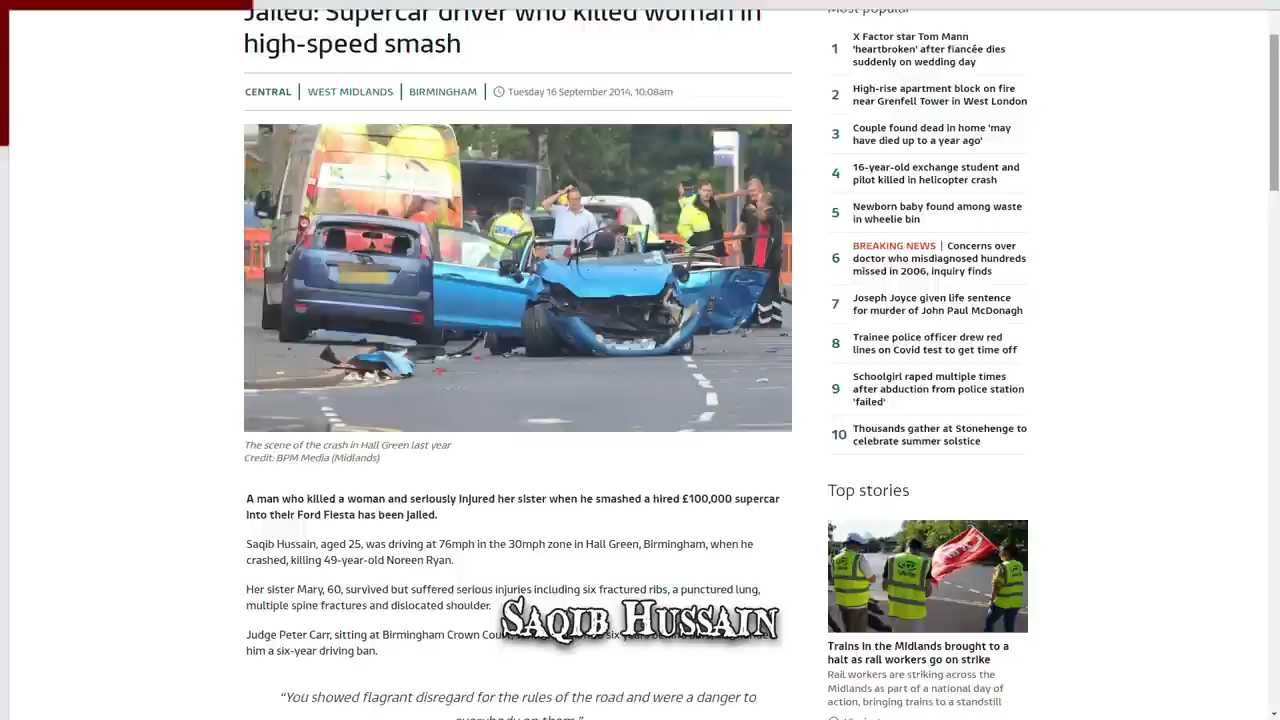 Jailed: Supercar driver who killed woman in
high-speed smash
CENTRAL
WEST MIDLANDS
BIRMINGHAM
Tuesday 16 September 2014, 10:08am
The scene of the crash in Hall Green last year
Credit: BPM Media (Midlands)
A man who killed a woman and seriously injured her sister when he smashed a hired £100,000 supercar
into their Ford Fiesta has been jailed.
Saqib Hussain, aged 25, was driving at 76mph in the 30mph zone in Hall Green, Birmingham, when he
crashed, killing 49-year-old Noreen Ryan.
Her sister Mary, 60, survived but suffered serious injuries including six fractured ribs, a punctured lung,
multiple spine fractures and dislocated shoulder.
Saqib Hussain
Judge Peter Carr, sitting at Birmingham Crown
him a six-year driving ban.
“You showed flagrant disregard for the rules of the road and were a danger to
everybody on them.”
Most popular
1
X Factor star Tom Mann
'heartbroken' after fiancée dies
suddenly on wedding day
2
High-rise apartment block on fire
near Grenfell Tower in West London
3
Couple found dead in home 'may
have died up to a year ago'
4
16-year-old exchange student and
pilot killed in helicopter crash
5
Newborn baby found among waste
in wheelie bin
6
BREAKING NEWS | Concerns over
doctor who misdiagnosed hundreds
missed in 2006, inquiry finds
7
Joseph Joyce given life sentence
for murder of John Paul McDonagh
8
Trainee police officer drew red
lines on Covid test to get time off
9
Schoolgirl raped multiple times
after abduction from police station
'failed'
10
Thousands gather at Stonehenge to
celebrate summer solstice
Top stories
Trains in the Midlands brought to a
halt as rail workers go on strike
Rail workers are striking across the
Midlands as part of a national day of
action, bringing trains to a standstill